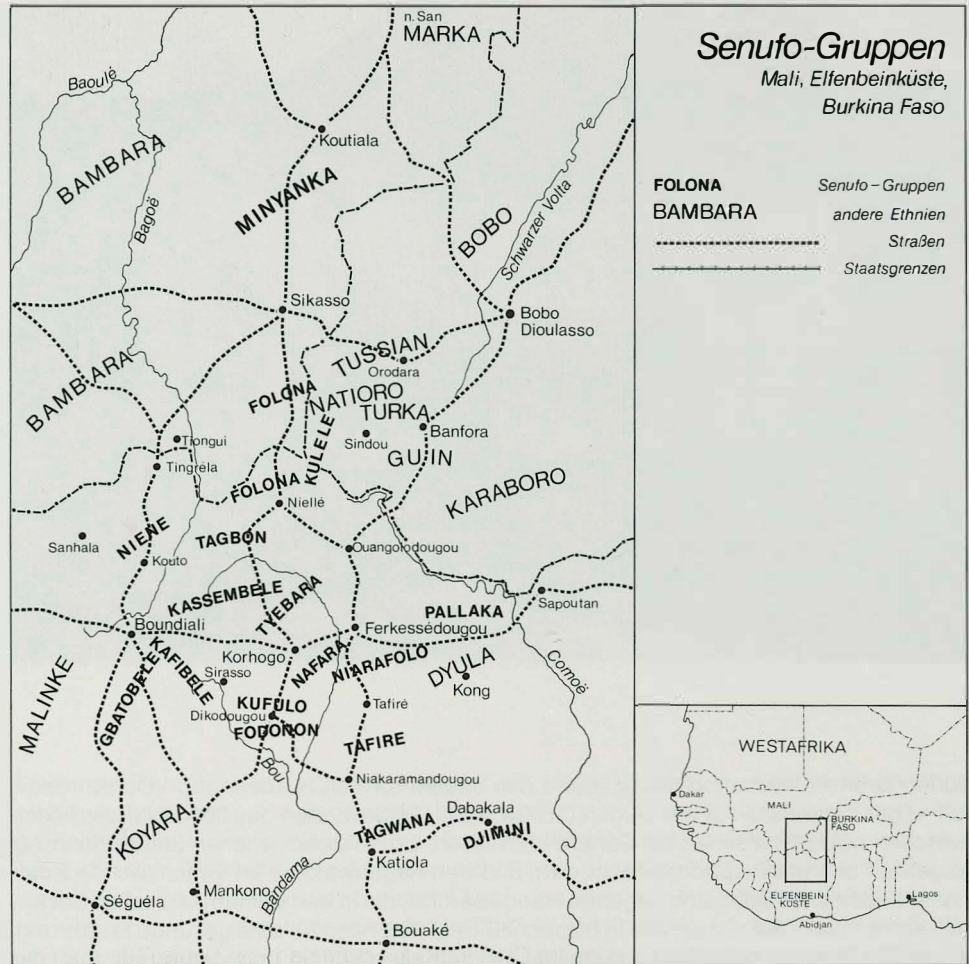 n. San
MARKA
Baoulé
Koutiala
BAMBARA
MINYANKA
Bagoë
BOBO
Schwarzer Volta
Sikasso
Bobo
Dioulasso
TUSSIAN
Orodara
BAMBARA
FOLONA
NATIORO
TURKA
Banfora
KULELE
Sindou
GUIN
Tiongui
Tingréla
FOLONA
KARABORO
Niellé
NIENE
TAGBON
Sanhala
Ouangolodougou
Kouto
KASSEMBELE
TYEBARA
PALLAKA
Sapoutan
Boundiali
Ferkessédougou
KAFIBELE
Korhogo
NAFARA
NIARAFOLO
DYULA
Comoë
Sirasso
Kong
MALINKE
GBATOBELE
KUFULO
Tafiré
Dikodougou
FODONON
TAFIRE
Bou
Niakaramandougou
KOYARA
TAGWANA
Dabakala
DJIMINI
Katiola
Mankono
Bandama
Séguéla
Bouaké
Senufo-Gruppen
Mali, Elfenbeinküste,
Burkina Faso
FOLONA Senufo-Gruppen
BAMBARA andere Ethnien
Straßen
Staatsgrenzen
WESTAFRIKA
Dakar
MALI
BURKINA
FASO
ELFENBEIN
KÜSTE
Lagos
Abidjan